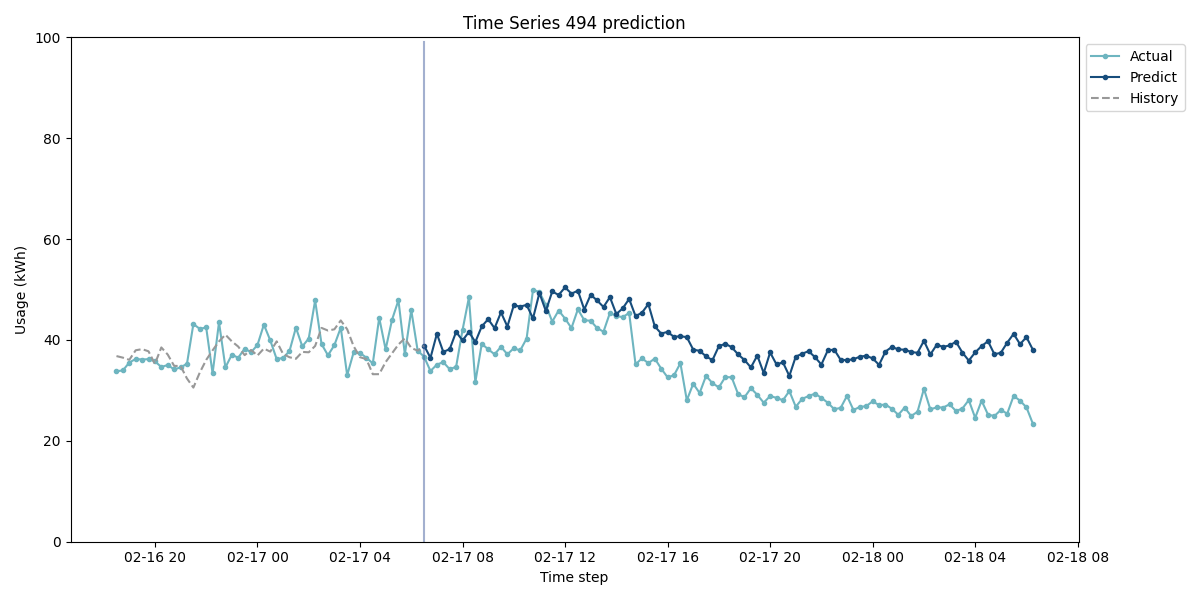 Time Series 494 prediction
100
80
60
40
20
0
Usage (kWh)
02-16 20
02-17 00
02-17 04
02-17 08
02-17 12
02-17 16
02-17 20
02-18 00
02-18 04
02-18 08
Time step
Actual
Predict
History